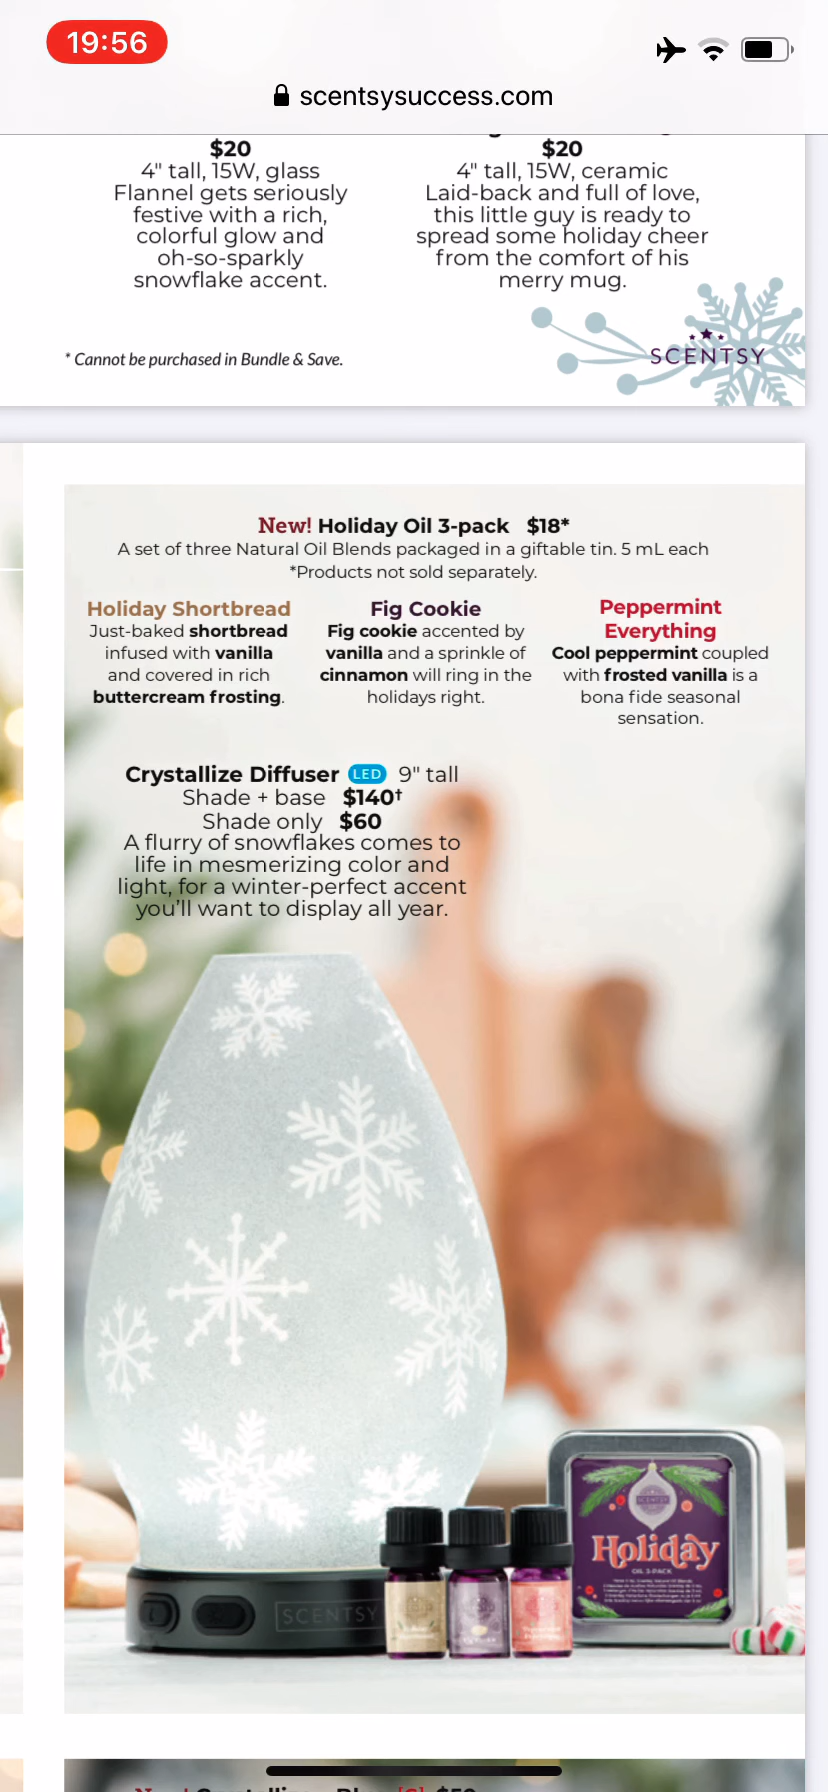 19:56
scentsysuccess.com
$20
4" tall, 15W, glass
Flannel gets seriously
festive with a rich,
colorful glow and
oh-so-sparkly
snowflake accent.
$20
4" tall, 15W, ceramic
Laid-back and full of love,
this little guy is ready to
spread some holiday cheer
from the comfort of his
merry mug.
* Cannot be purchased in Bundle & Save.
SCENTSY
New! Holiday Oil 3-pack $18*
A set of three Natural Oil Blends packaged in a giftable tin. 5 mL each
*Products not sold separately.
Holiday Shortbread
Just-baked shortbread
infused with vanilla
and covered in rich
buttercream frosting.
Fig Cookie
Fig cookie accented by
vanilla and a sprinkle of
cinnamon will ring in the
holidays right.
Peppermint
Everything
Cool peppermint coupled
with frosted vanilla is a
bona fide seasonal
sensation.
Crystallize Diffuser LED 9" tall
Shade + base $140†
Shade only $60
A flurry of snowflakes comes to
life in mesmerizing color and
light, for a winter-perfect accent
you'll want to display all year.
SCENTSY
SCENTSY
Holiday
OIL 3-PACK